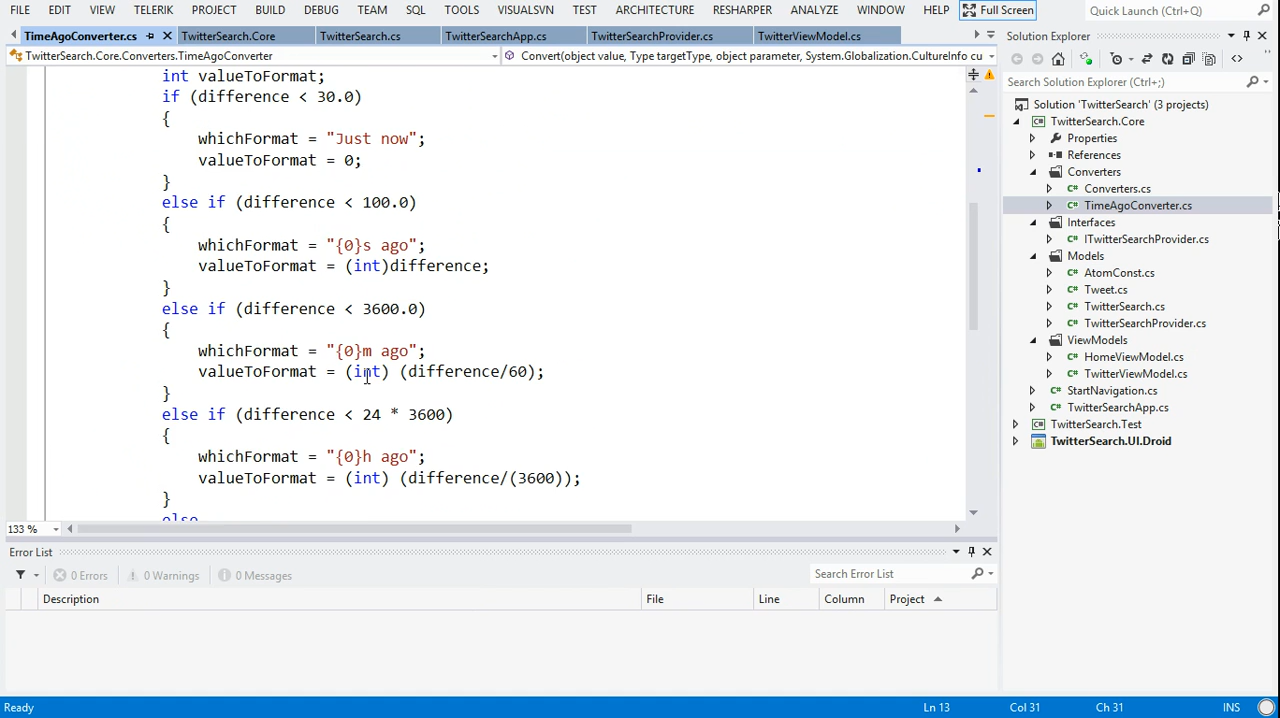 FILE EDIT VIEW TELERIK PROJECT BUILD DEBUG TEAM SQL TOOLS VISUALSVN TEST ARCHITECTURE RESHARPER ANALYZE WINDOW HELP Full Screen Quick Launch (Ctrl+Q)
TimeAgoConverter.cs TwitterSearch.Core TwitterSearch.cs TwitterSearchApp.cs TwitterSearchProvider.cs TwitterViewModel.cs
TwitterSearch.Core.Converters.TimeAgoConverter Convert(object value, Type targetType, object parameter, System.Globalization.CultureInfo cu
int valueToFormat;
if (difference < 30.0)
{
whichFormat = "Just now";
valueToFormat = 0;
}
else if (difference < 100.0)
{
whichFormat = "{0}s ago";
valueToFormat = (int)difference;
}
else if (difference < 3600.0)
{
whichFormat = "{0}m ago";
valueToFormat = (int) (difference/60);
}
else if (difference < 24 * 3600)
{
whichFormat = "{0}h ago";
valueToFormat = (int) (difference/(3600));
}
else
133 %
Error List
0 Errors 0 Warnings 0 Messages Search Error List
Description File Line Column Project
Solution Explorer
Search Solution Explorer (Ctrl+;)
Solution 'TwitterSearch' (3 projects)
TwitterSearch.Core
Properties
References
Converters
C# Converters.cs
C# TimeAgoConverter.cs
Interfaces
C# ITwitterSearchProvider.cs
Models
C# AtomConst.cs
C# Tweet.cs
C# TwitterSearch.cs
C# TwitterSearchProvider.cs
ViewModels
C# HomeViewModel.cs
C# TwitterViewModel.cs
C# StartNavigation.cs
C# TwitterSearchApp.cs
TwitterSearch.Test
TwitterSearch.UI.Droid
Ready Ln 13 Col 31 Ch 31 INS